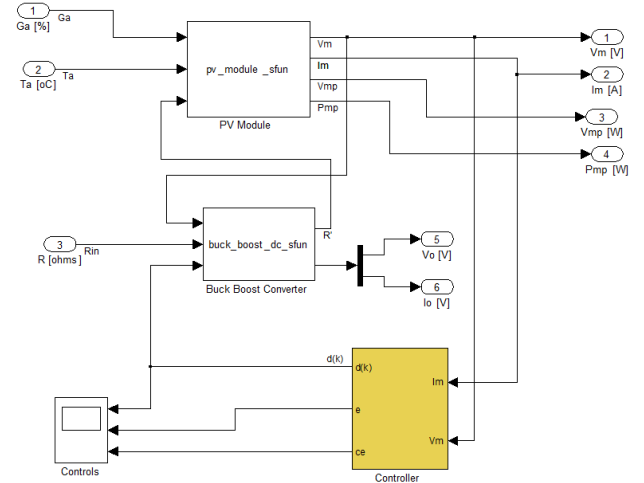 1
Ga [%]
Ga
2
Ta [oC]
Ta
pv_module _sfun
PV Module
Vm
Im
Vmp
Pmp
1
Vm [V]
2
Im [A]
3
Vmp [W]
4
Pmp [W]
3
R [ohms]
Rin
buck_boost _dc_sfun
R'
Buck Boost Converter
5
Vo [V]
6
Io [V]
d(k)
d(k)
Im
e
Vm
ce
Controls
Controller